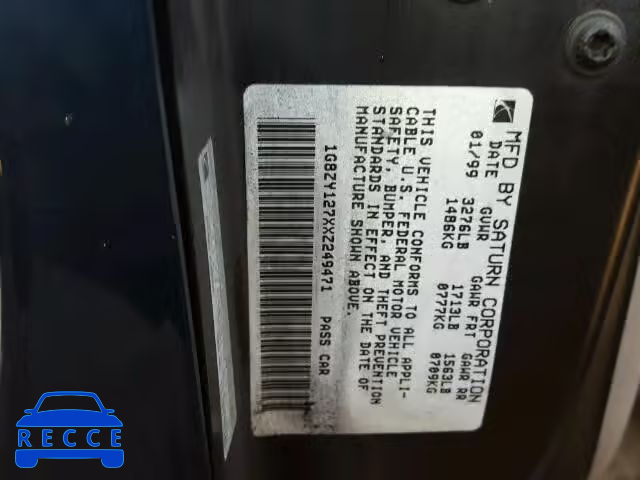 MFD BY SATURN CORPORATION
DATE GVWR GAWR FRT GAWR RR
01/99 3276LB 1713LB 1563LB
1486KG 0777KG 0709KG
THIS VEHICLE CONFORMS TO ALL APPLI-
CABLE U.S. FEDERAL MOTOR VEHICLE
SAFETY, BUMPER, AND THEFT PREVENTION
STANDARDS IN EFFECT ON THE DATE OF
MANUFACTURE SHOWN ABOVE.
1G8ZY127XXZ249471 PASS CAR
RECCE